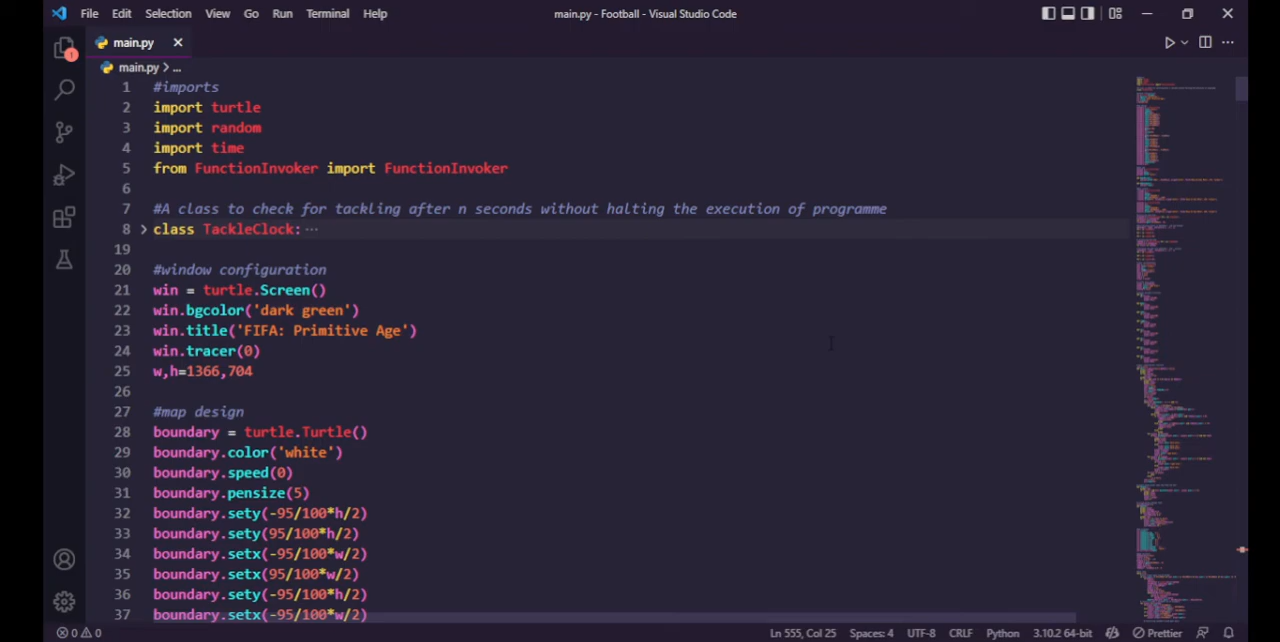 File Edit Selection View Go Run Terminal Help main.py - Football - Visual Studio Code
main.py
main.py > ...
1 #imports
2 import turtle
3 import random
4 import time
5 from FunctionInvoker import FunctionInvoker
6
7 #A class to check for tackling after n seconds without halting the execution of programme
8 > class TackleClock: ...
19
20 #window configuration
21 win = turtle.Screen()
22 win.bgcolor('dark green')
23 win.title('FIFA: Primitive Age')
24 win.tracer(0)
25 w,h=1366,704
26
27 #map design
28 boundary = turtle.Turtle()
29 boundary.color('white')
30 boundary.speed(0)
31 boundary.pensize(5)
32 boundary.sety(-95/100*h/2)
33 boundary.sety(95/100*h/2)
34 boundary.setx(-95/100*w/2)
35 boundary.setx(95/100*w/2)
36 boundary.sety(-95/100*h/2)
37 boundary.setx(-95/100*w/2)
1
0 0 Ln 555, Col 25 Spaces: 4 UTF-8 CRLF Python 3.10.2 64-bit Prettier